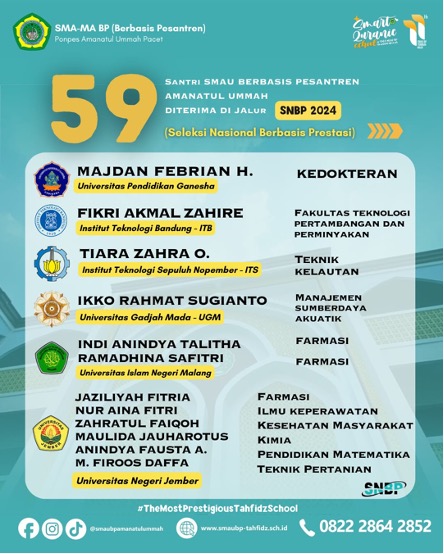 SMA-MA BP (Berbasis Pesantren)
Ponpes Amanatul Ummah Pacet
Smart
Quranic
59
Santri SMAU Berbasis Pesantren
Amanatul Ummah
Diterima di Jalur SNBP 2024
(Seleksi Nasional Berbasis Prestasi)
MAJDAN FEBRIAN H. KEDOKTERAN
Universitas Pendidikan Ganesha
FIKRI AKMAL ZAHIRE
Institut Teknologi Bandung - ITB
Fakultas Teknologi
Pertambangan dan
Perminyakan
TIARA ZAHRA O.
Institut Teknologi Sepuluh Nopember - ITS
Teknik
Kelautan
IKKO RAHMAT SUGIANTO
Universitas Gadjah Mada - UGM
Manajemen
Sumberdaya
Akuatik
INDI ANINDYA TALITHA Farmasi
RAMADHINA SAFITRI Farmasi
Universitas Islam Negeri Malang
JAZILIYAH FITRIA Farmasi
NUR AINA FITRI Ilmu Keperawatan
ZAHRATUL FAIQOH Kesehatan Masyarakat
MAULIDA JAUHAROTUS Kimia
ANINDYA FAUSTA A. Pendidikan Matematika
M. FIROOS DAFFA Teknik Pertanian
Universitas Negeri Jember
SNBP
#TheMostPrestigiousTahfidzSchool
@smaubpamanatulummah
www.smaubp-tahfidz.sch.id
0822 2864 2852